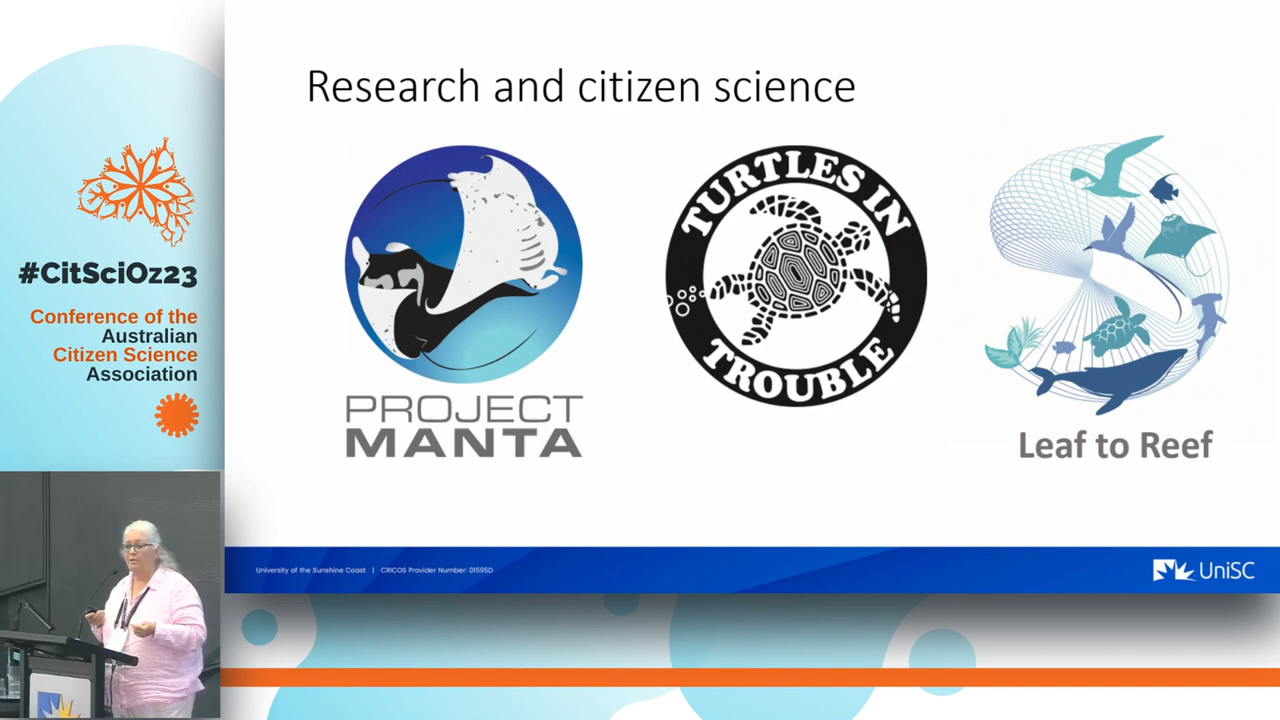 #CitSciOz23
Conference of the
Australian
Citizen Science
Association
Research and citizen science
PROJECT
MANTA
TURTLES IN
TROUBLE
Leaf to Reef
University of the Sunshine Coast | CRICOS Provider Number: 01595D
UniSC